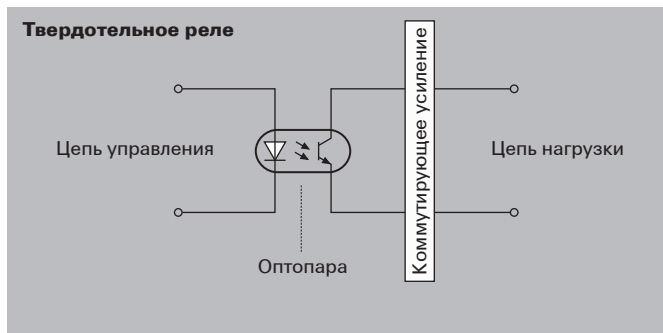 Твердотельное реле
Коммутирующее усиление
Цепь управления
Цепь нагрузки
Оптопара